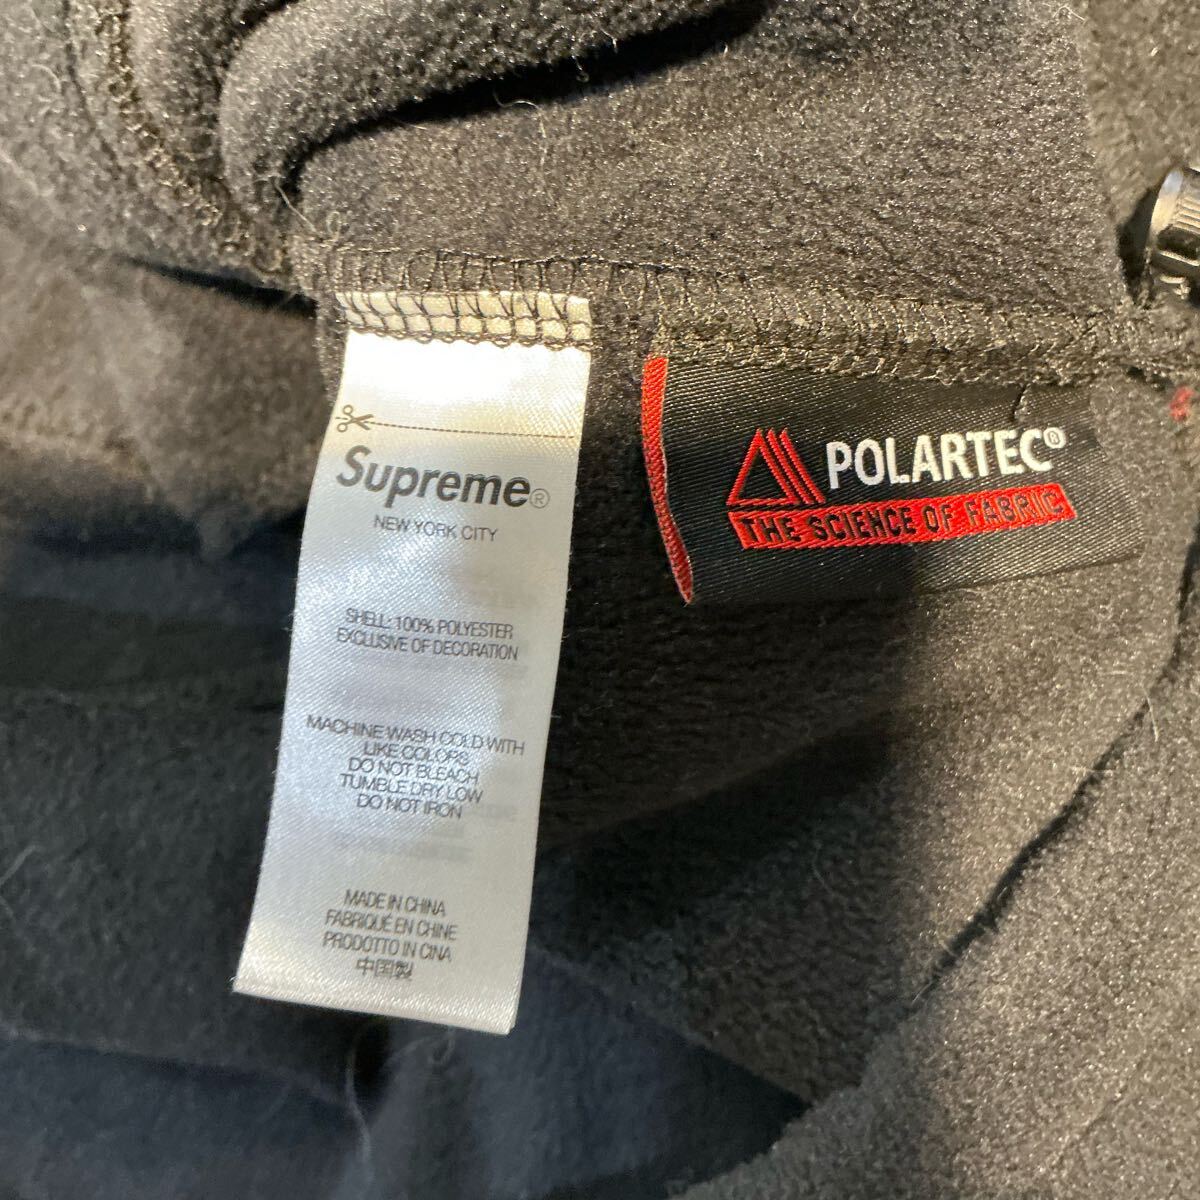 Supreme®
NEW YORK CITY
SHELL: 100% POLYESTER
EXCLUSIVE OF DECORATION
MACHINE WASH COLD WITH
LIKE COLORS
DO NOT BLEACH
TUMBLE DRY LOW
DO NOT IRON
MADE IN CHINA
FABRIQUÉ EN CHINE
PRODOTTO IN CINA
中国製
POLARTEC®
THE SCIENCE OF FABRIC